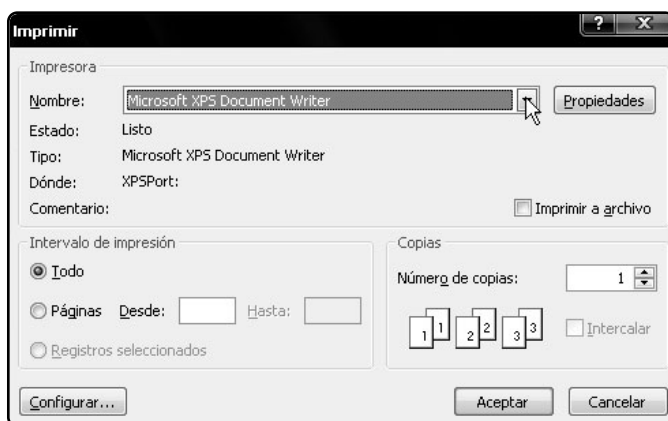 Imprimir
Impresora
Nombre: Microsoft XPS Document Writer Propiedades
Estado: Listo
Tipo: Microsoft XPS Document Writer
Dónde: XPSPort:
Comentario: Imprimir a archivo
Intervalo de impresión
Todo
Páginas Desde: Hasta:
Registros seleccionados
Copias
Número de copias: 1
1 1 2 2 3 3 Intercalar
Configurar... Aceptar Cancelar